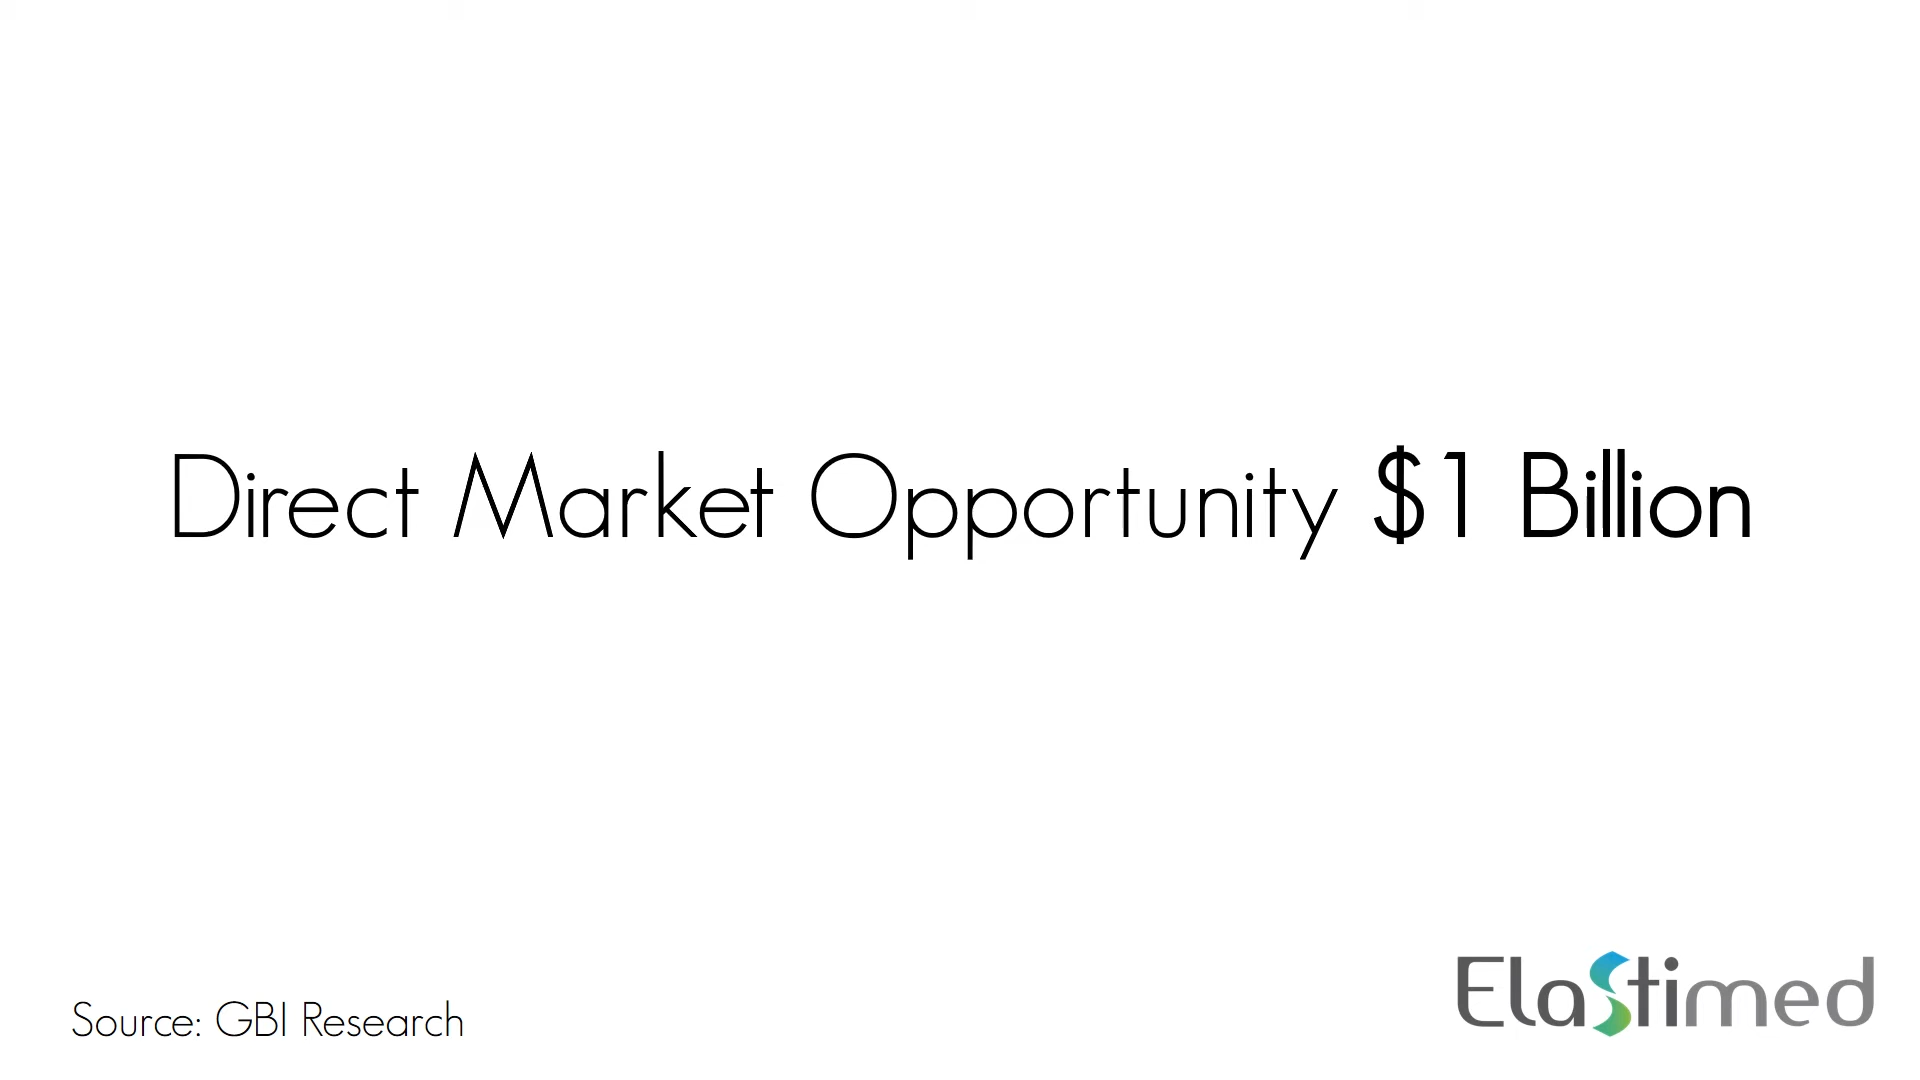 Direct Market Opportunity $1 Billion
Source: GBI Research
Elastimed